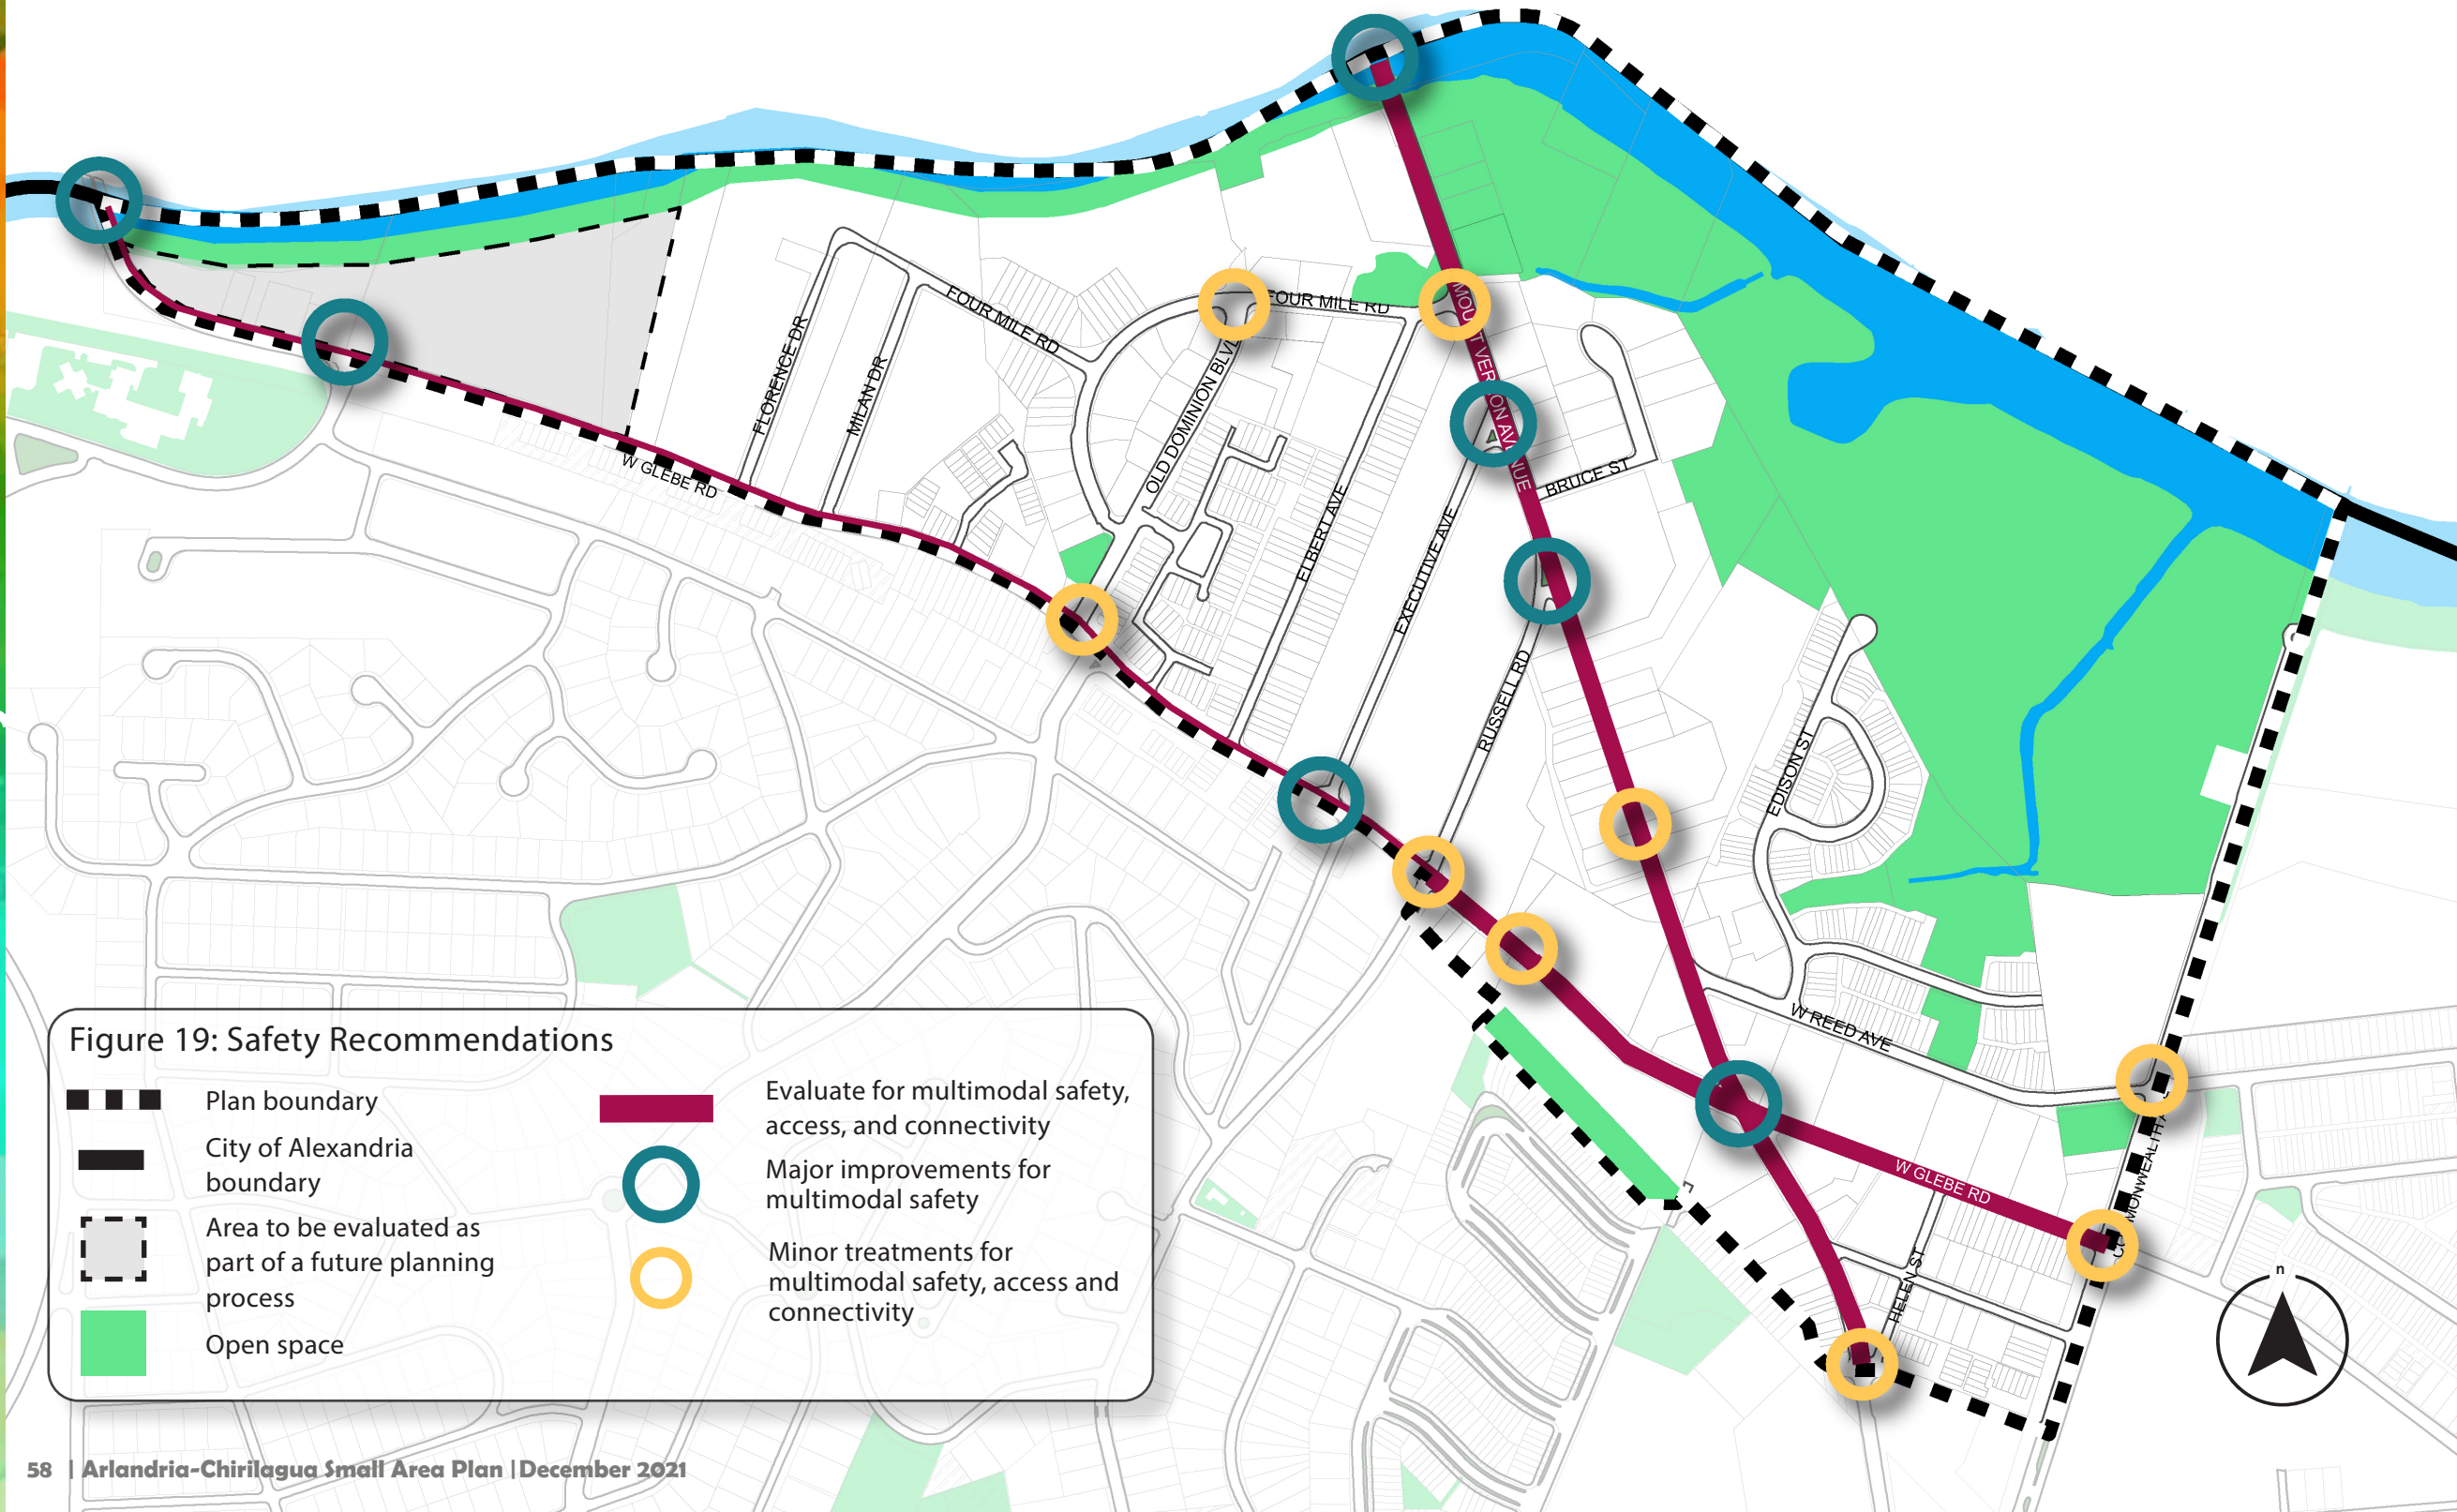 FOUR MILE RD
FOUR MILE RD
MOUNT VERNON AVENUE
FLORENCE DR
MILAN DR
OLD DOMINION BLVD
W GLEBE RD
BRUCE ST
ELBERT AVE
EXECUTIVE AVE
RUSSELL RD
EDISON ST
W REED AVE
W GLEBE RD
HELEN ST
n
Figure 19: Safety Recommendations
Plan boundary
City of Alexandria
boundary
Area to be evaluated as
part of a future planning
process
Open space
Evaluate for multimodal safety,
access, and connectivity
Major improvements for
multimodal safety
Minor treatments for
multimodal safety, access and
connectivity
58 | Arlandria-Chirilagua Small Area Plan |December 2021